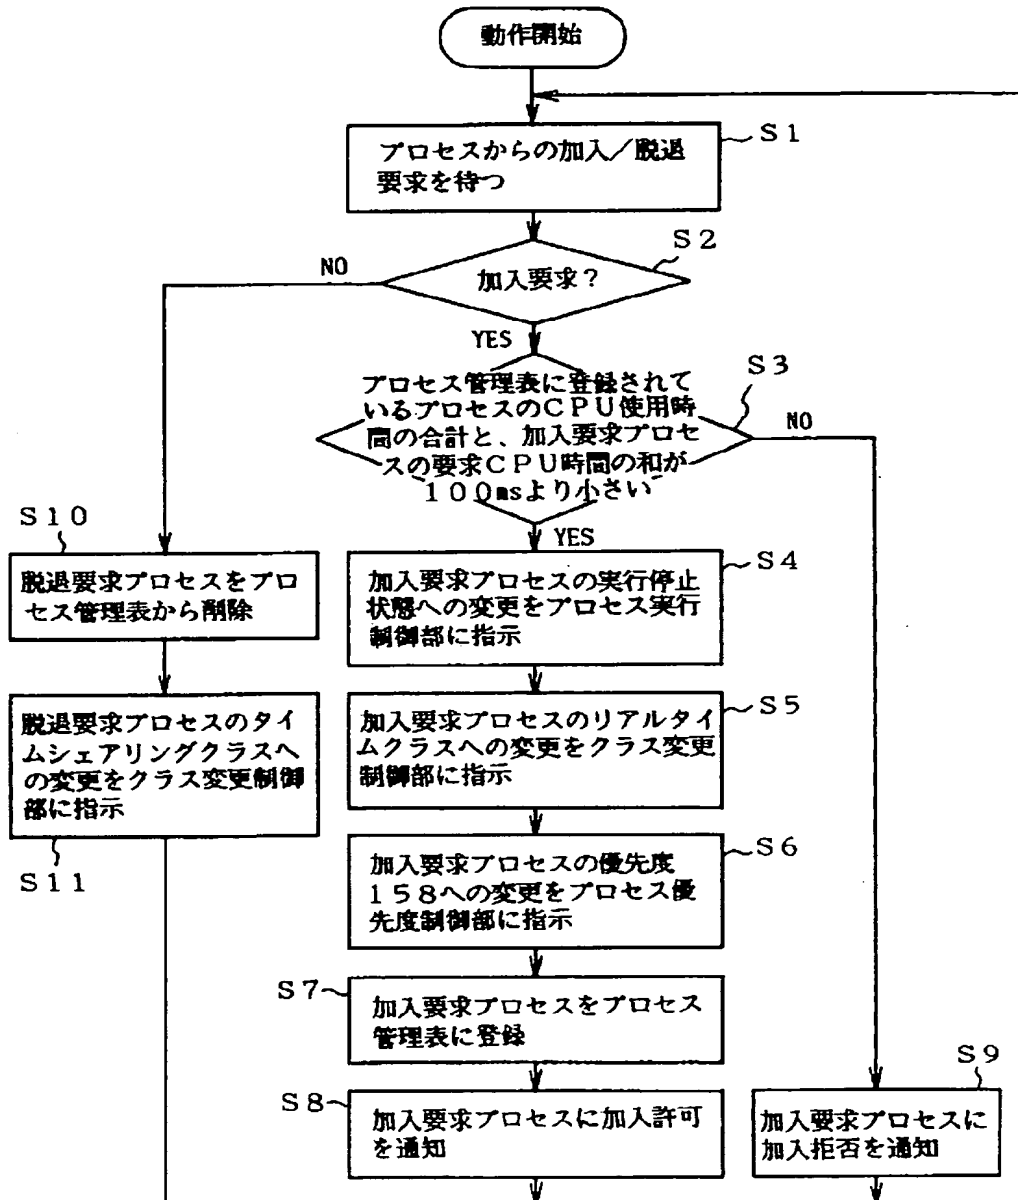 動作開始
S1
プロセスからの加入／脱退
要求を待つ
S2
加入要求？
NO
YES
S3
プロセス管理表に登録されて
いるプロセスのCPU使用時
間の合計と、加入要求プロセ
スの要求CPU時間の和が
100msより小さい
NO
YES
S10
脱退要求プロセスをプロ
セス管理表から削除
S4
加入要求プロセスの実行停止
状態への変更をプロセス実行
制御部に指示
脱退要求プロセスのタイ
ムシェアリングクラスへ
の変更をクラス変更制御
部に指示
S11
S5
加入要求プロセスのリアルタイ
ムクラスへの変更をクラス変更
制御部に指示
S6
加入要求プロセスの優先度
158への変更をプロセス優
先度制御部に指示
S7
加入要求プロセスをプロセス
管理表に登録
S8
加入要求プロセスに加入許可
を通知
S9
加入要求プロセスに
加入拒否を通知